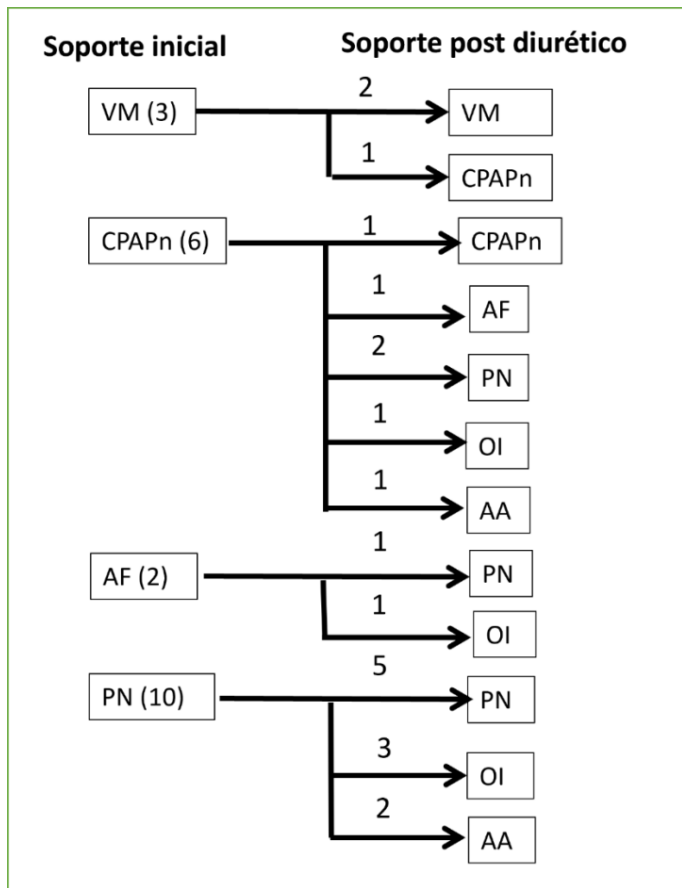 Soporte inicial Soporte post diurético
VM (3) 2 VM
1 CPAPn
CPAPn (6) 1 CPAPn
1 AF
2 PN
1 OI
1 AA
AF (2) 1 PN
1 OI
PN (10) 5 PN
3 OI
2 AA